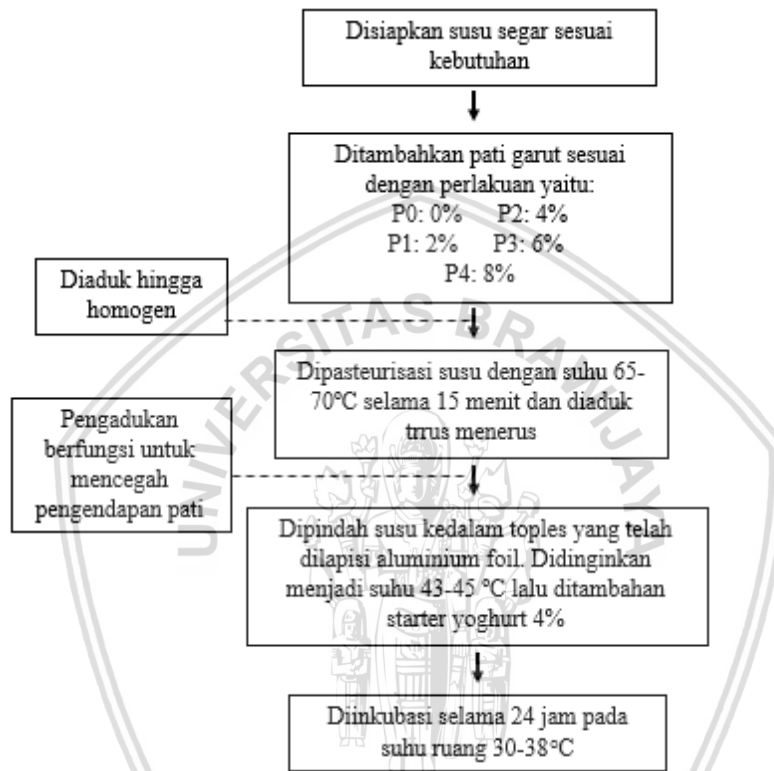 Disiapkan susu segar sesuai
kebutuhan
Ditambahkan pati garut sesuai
dengan perlakuan yaitu:
P0: 0% P2: 4%
P1: 2% P3: 6%
P4: 8%
Diaduk hingga
homogen
Dipasteurisasi susu dengan suhu 65-
70°C selama 15 menit dan diaduk
trrus menerus
Pengadukan
berfungsi untuk
mencegah
pengendapan pati
Dipindah susu kedalam toples yang telah
dilapisi aluminium foil. Didinginkan
menjadi suhu 43-45 °C lalu ditambahan
starter yoghurt 4%
Diinkubasi selama 24 jam pada
suhu ruang 30-38°C
UNIVERSITAS BRAWIJAYA